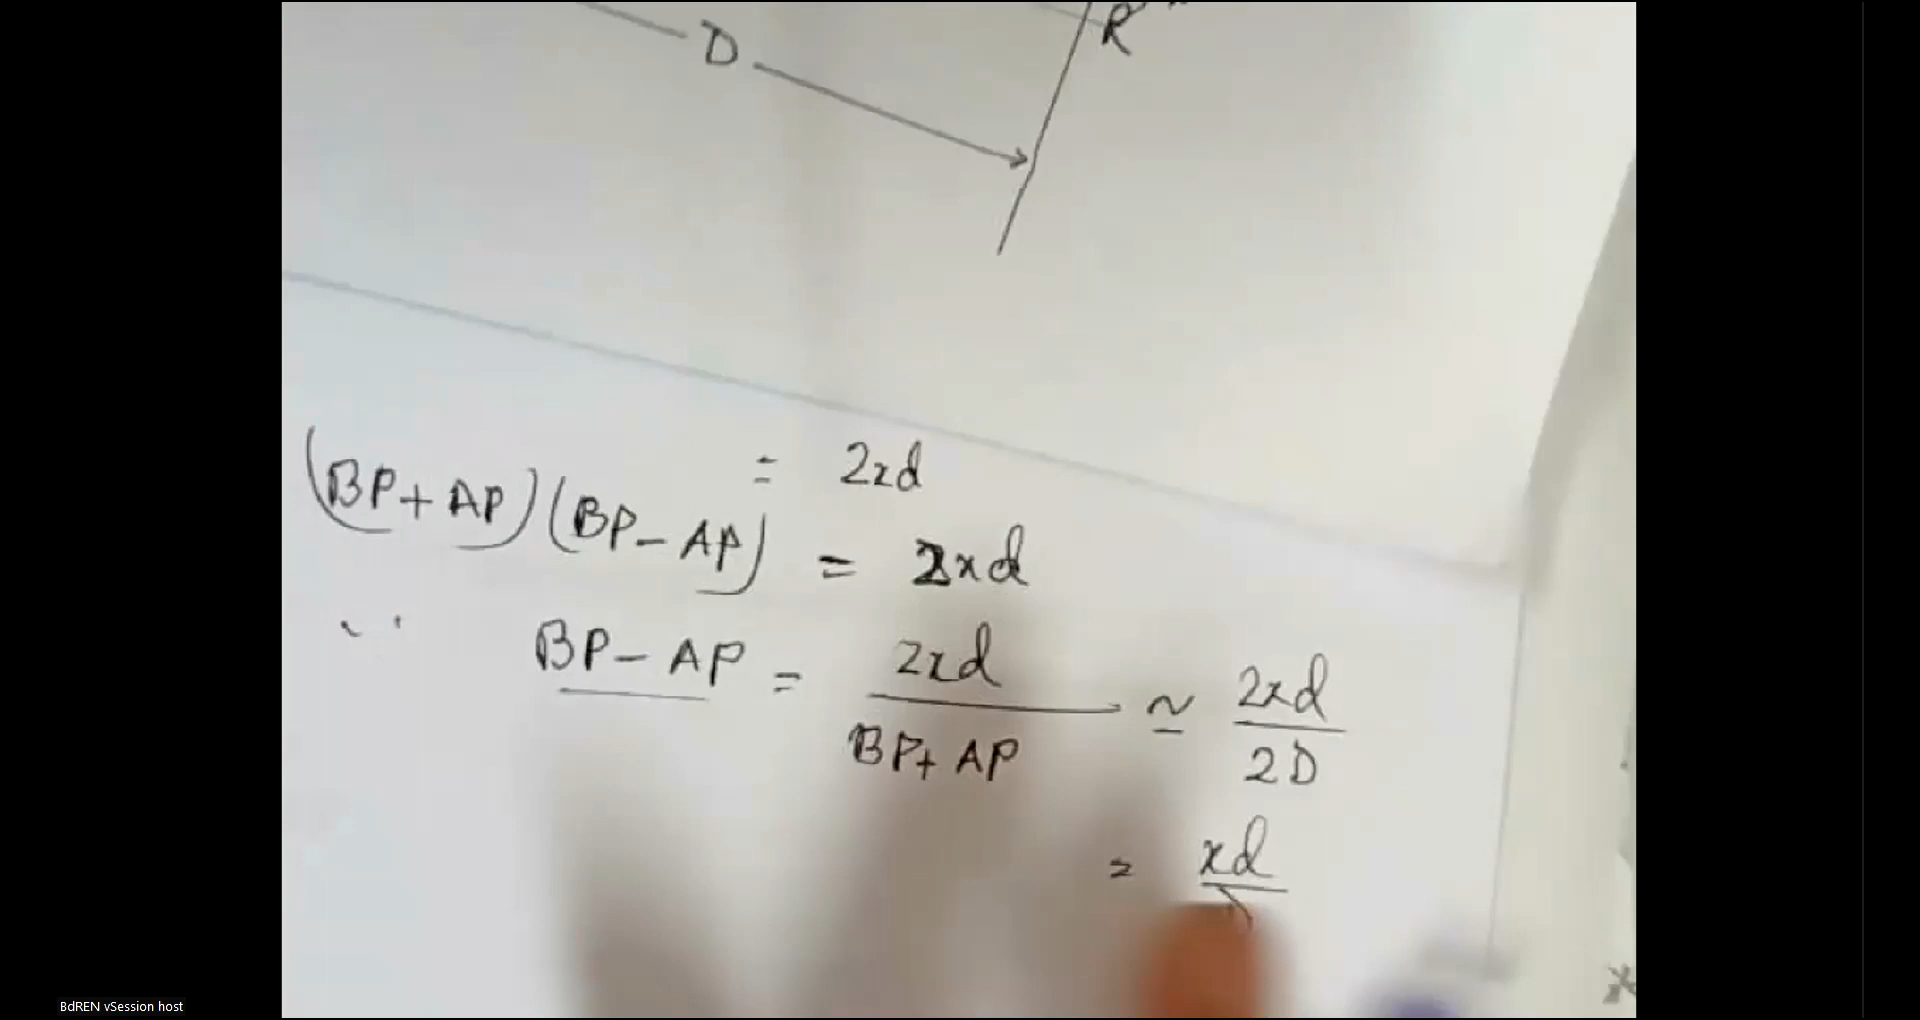 D
R
= 2xd
(BP+AP)(BP-AP) = 2xd
∵ BP-AP = 2xd / BP+AP ≃ 2xd / 2D
= xd
BdREN vSession host